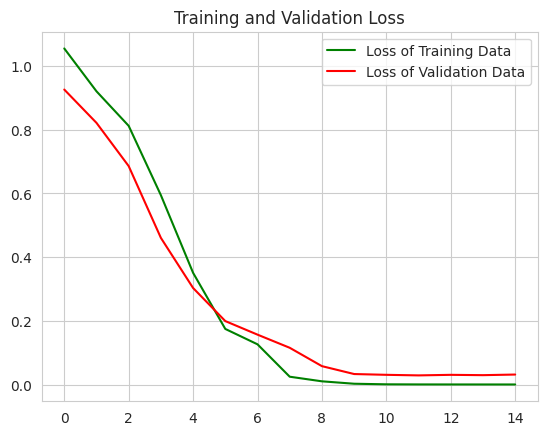 Training and Validation Loss
Loss of Training Data
Loss of Validation Data
1.0
0.8
0.6
0.4
0.2
0.0
0 2 4 6 8 10 12 14